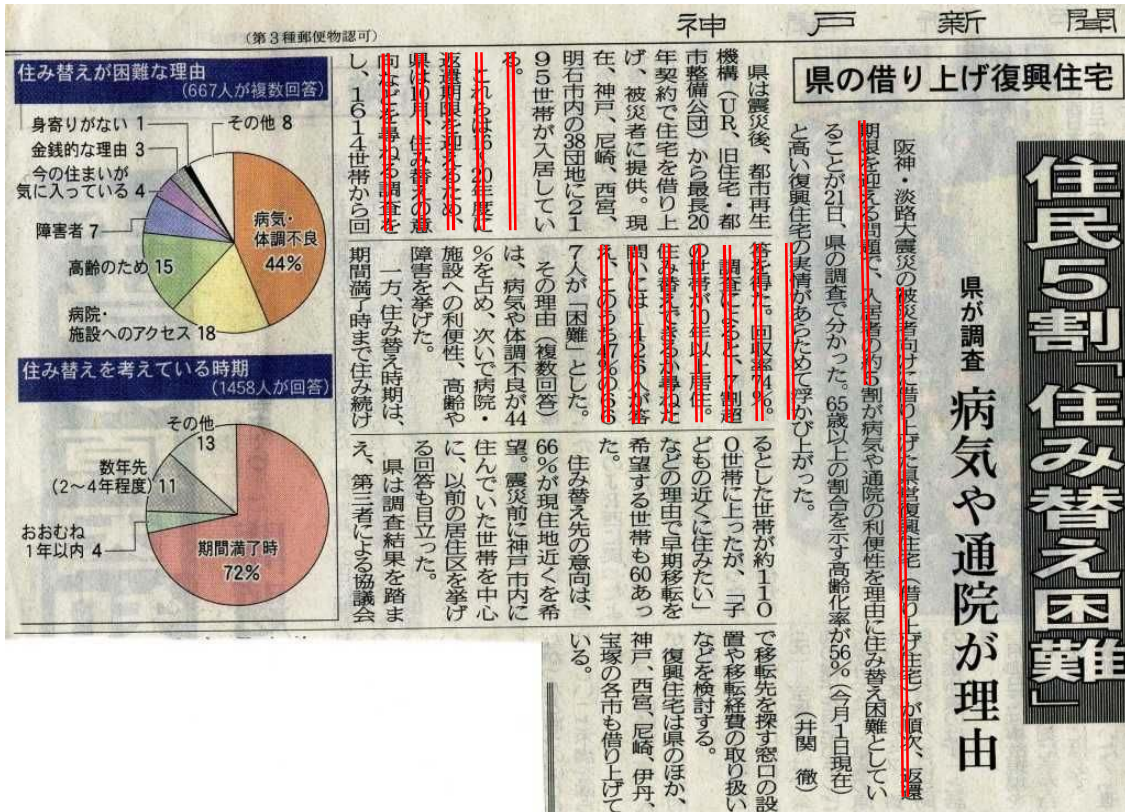 神戸新聞
（第３種郵便物認可）
県の借り上げ復興住宅
住民５割「住み替え困難」
県が調査
病気や通院が理由
阪神・淡路大震災の被災者向けに借り上げた県営復興住宅（借り上げ住宅）が順次、返還
期限を迎える問題で、入居者の約5割が病気や通院の利便性を理由に住み替え困難としてい
ることが21日、県の調査で分かった。65歳以上の割合を示す高齢化率が56％（今月1日現在）
と高い復興住宅の実情があらためて浮かび上がった。
（井関　徹）
県は震災後、都市再生
機構（ＵＲ、旧住宅・都
市整備公団）から最長20
年契約で住宅を借り上
げ、被災者に提供。現
在、神戸、尼崎、西宮、
明石市内の38団地に２１
９５世帯が入居してい
る。
これらは16～20年度に
返還期限を迎えるため、
県は10月、住み替えの意
向などを尋ねる調査を
し、１６１４世帯から回
答を得た。回収率74％。
調査によると、７割超
の世帯が10年以上居住。
住み替えできるか尋ねた
問いには１４２６人が答
え、このうち47％の６６
７人が「困難」とした。
その理由（複数回答）
は、病気や体調不良が44
％を占め、次いで病院・
施設への利便性、高齢や
障害を挙げた。
一方、住み替え時期は、
期間満了時まで住み続け
るとした世帯が約１１０
０世帯に上ったが、「子
どもの近くに住みたい」
などの理由で早期移転を
希望する世帯も60あっ
た。
住み替え先の意向は、
66％が現住地近くを希
望。震災前に神戸市内に
住んでいた世帯を中心
に、以前の居住区を挙げ
る回答も目立った。
県は調査結果を踏ま
え、第三者による協議会
で移転先を探す窓口の設
置や移転経費の取り扱い
などを検討する。
復興住宅は県のほか、
神戸、西宮、尼崎、伊丹、
宝塚の各市も借り上げて
いる。
住み替えが困難な理由
（667人が複数回答）
身寄りがない 1
その他 8
金銭的な理由 3
今の住まいが
気に入っている 4
障害者 7
高齢のため 15
病院・
施設へのアクセス 18
病気・
体調不良
44％
住み替えを考えている時期
（1458人が回答）
その他
13
数年先
（2～4年程度）11
おおむね
1年以内 4
期間満了時
72％